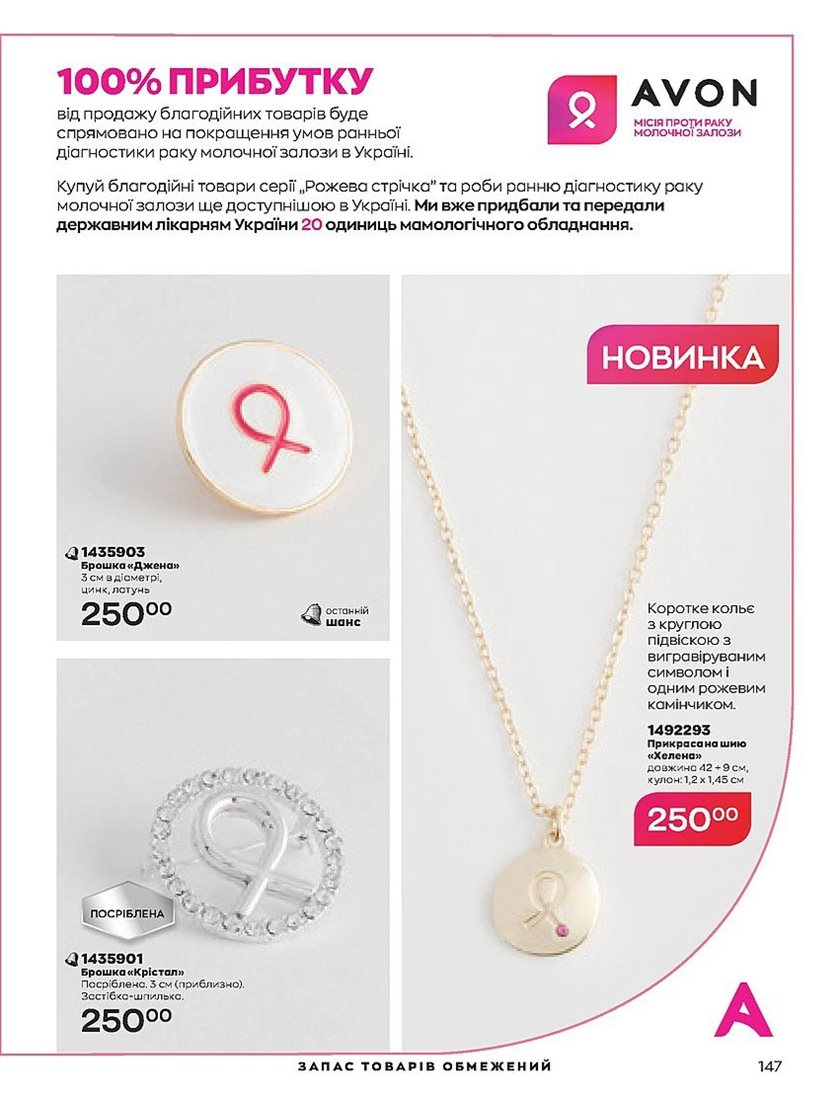 100% ПРИБУТКУ
від продажу благодійних товарів буде
спрямовано на покращення умов ранньої
діагностики раку молочної залози в Україні.
AVON
МІСІЯ ПРОТИ РАКУ
МОЛОЧНОЇ ЗАЛОЗИ
Купуй благодійні товари серії „Рожева стрічка" та роби ранню діагностику раку
молочної залози ще доступнішою в Україні. Ми вже придбали та передали
державним лікарням України 20 одиниць мамологічного обладнання.
1435903
Брошка «Джена»
3 см в діаметрі,
цинк, латунь
250⁰⁰
останній
шанс
НОВИНКА
Коротке кольє
з круглою
підвіскою з
вигравіруваним
символом і
одним рожевим
камінчиком.
1492293
Прикраса на шию
«Хелена»
довжина 42 + 9 см,
кулон: 1,2 х 1,45 см
250⁰⁰
ПОСРІБЛЕНА
1435901
Брошка «Крістал»
Посріблена. 3 см (приблизно).
Застібка-шпилька.
250⁰⁰
ЗАПАС ТОВАРІВ ОБМЕЖЕНИЙ
147